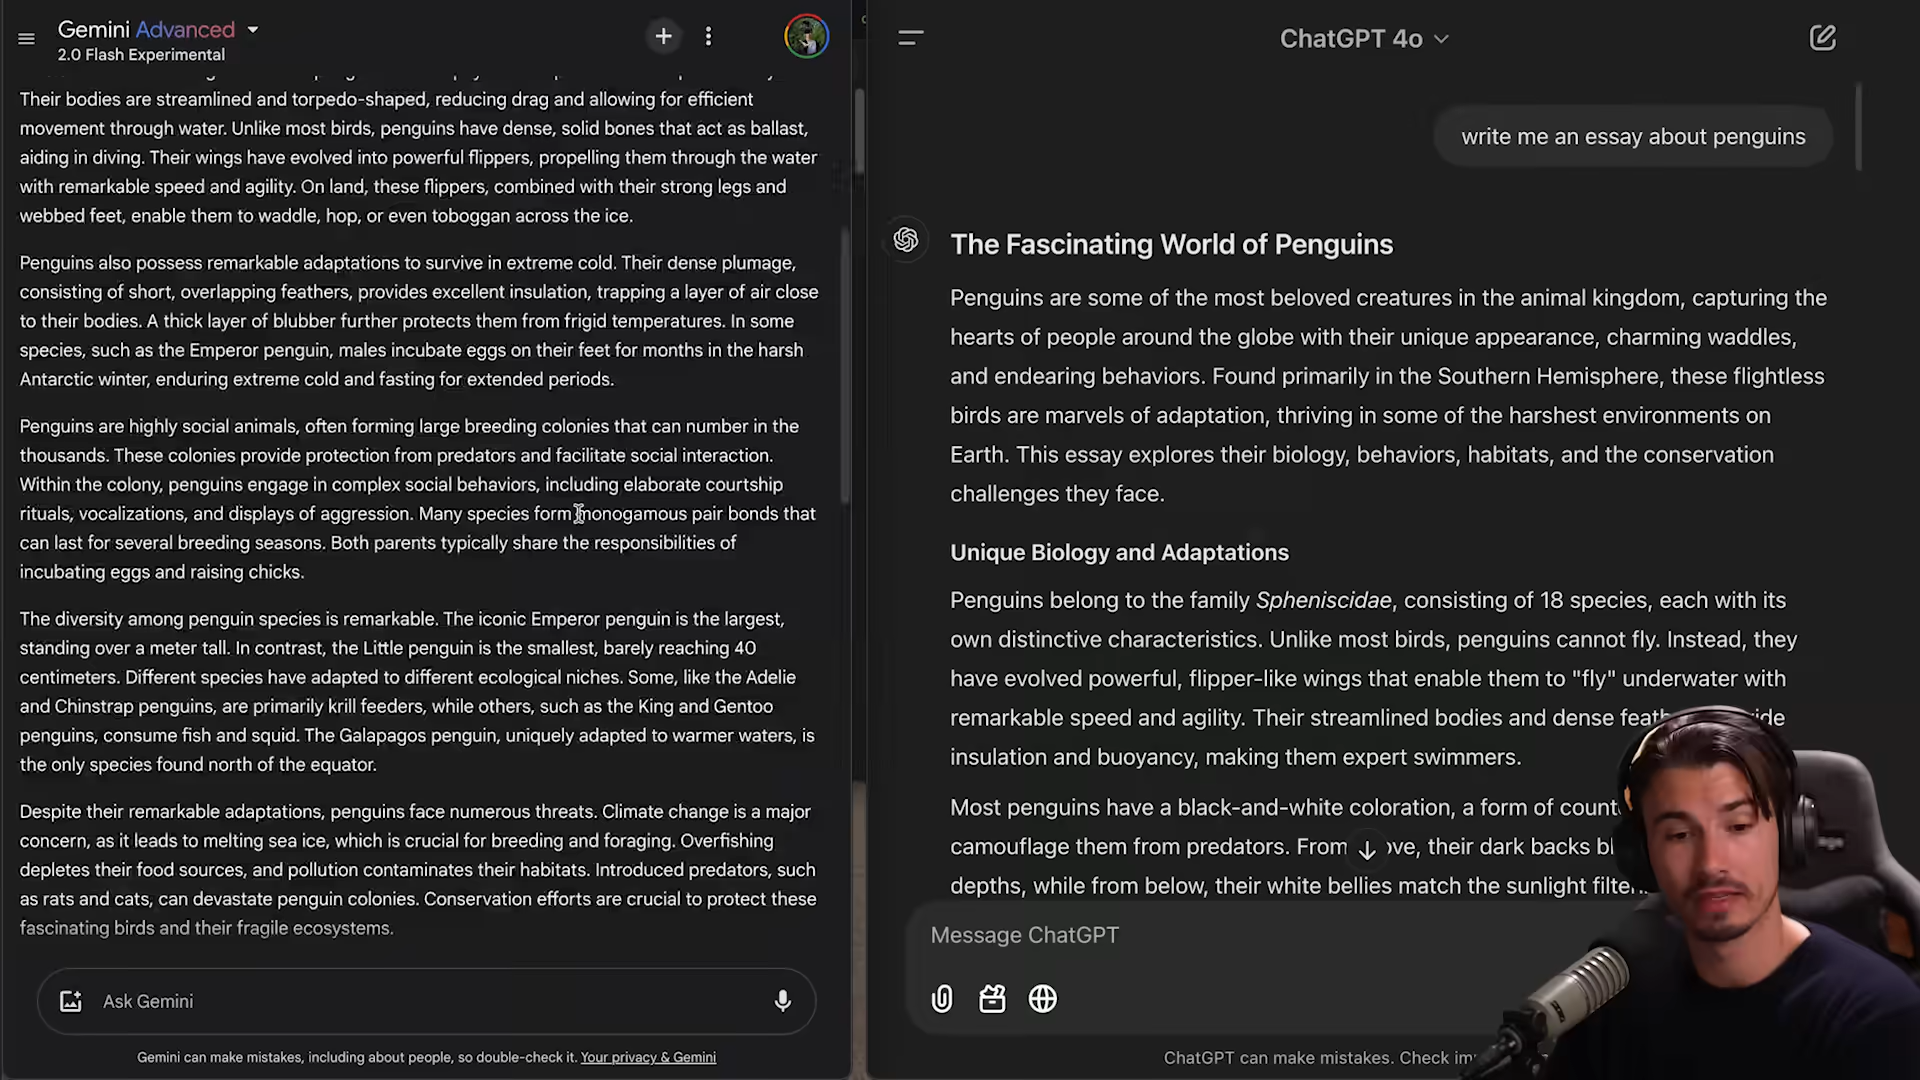 Gemini Advanced
2.0 Flash Experimental
Their bodies are streamlined and torpedo-shaped, reducing drag and allowing for efficient
movement through water. Unlike most birds, penguins have dense, solid bones that act as ballast,
aiding in diving. Their wings have evolved into powerful flippers, propelling them through the water
with remarkable speed and agility. On land, these flippers, combined with their strong legs and
webbed feet, enable them to waddle, hop, or even toboggan across the ice.
Penguins also possess remarkable adaptations to survive in extreme cold. Their dense plumage,
consisting of short, overlapping feathers, provides excellent insulation, trapping a layer of air close
to their bodies. A thick layer of blubber further protects them from frigid temperatures. In some
species, such as the Emperor penguin, males incubate eggs on their feet for months in the harsh
Antarctic winter, enduring extreme cold and fasting for extended periods.
Penguins are highly social animals, often forming large breeding colonies that can number in the
thousands. These colonies provide protection from predators and facilitate social interaction.
Within the colony, penguins engage in complex social behaviors, including elaborate courtship
rituals, vocalizations, and displays of aggression. Many species form monogamous pair bonds that
can last for several breeding seasons. Both parents typically share the responsibilities of
incubating eggs and raising chicks.
The diversity among penguin species is remarkable. The iconic Emperor penguin is the largest,
standing over a meter tall. In contrast, the Little penguin is the smallest, barely reaching 40
centimeters. Different species have adapted to different ecological niches. Some, like the Adelie
and Chinstrap penguins, are primarily krill feeders, while others, such as the King and Gentoo
penguins, consume fish and squid. The Galapagos penguin, uniquely adapted to warmer waters, is
the only species found north of the equator.
Despite their remarkable adaptations, penguins face numerous threats. Climate change is a major
concern, as it leads to melting sea ice, which is crucial for breeding and foraging. Overfishing
depletes their food sources, and pollution contaminates their habitats. Introduced predators, such
as rats and cats, can devastate penguin colonies. Conservation efforts are crucial to protect these
fascinating birds and their fragile ecosystems.
Ask Gemini
Gemini can make mistakes, including about people, so double-check it. Your privacy & Gemini
ChatGPT 4o
write me an essay about penguins
The Fascinating World of Penguins
Penguins are some of the most beloved creatures in the animal kingdom, capturing the
hearts of people around the globe with their unique appearance, charming waddles,
and endearing behaviors. Found primarily in the Southern Hemisphere, these flightless
birds are marvels of adaptation, thriving in some of the harshest environments on
Earth. This essay explores their biology, behaviors, habitats, and the conservation
challenges they face.
Unique Biology and Adaptations
Penguins belong to the family Spheniscidae, consisting of 18 species, each with its
own distinctive characteristics. Unlike most birds, penguins cannot fly. Instead, they
have evolved powerful, flipper-like wings that enable them to "fly" underwater with
remarkable speed and agility. Their streamlined bodies and dense
insulation and buoyancy, making them expert swimmers.
Most penguins have a black-and-white coloration, a form of
camouflage them from predators. From their dark backs
depths, while from below, their white bellies match the sunlight
Message ChatGPT
ChatGPT can make mistakes. Check